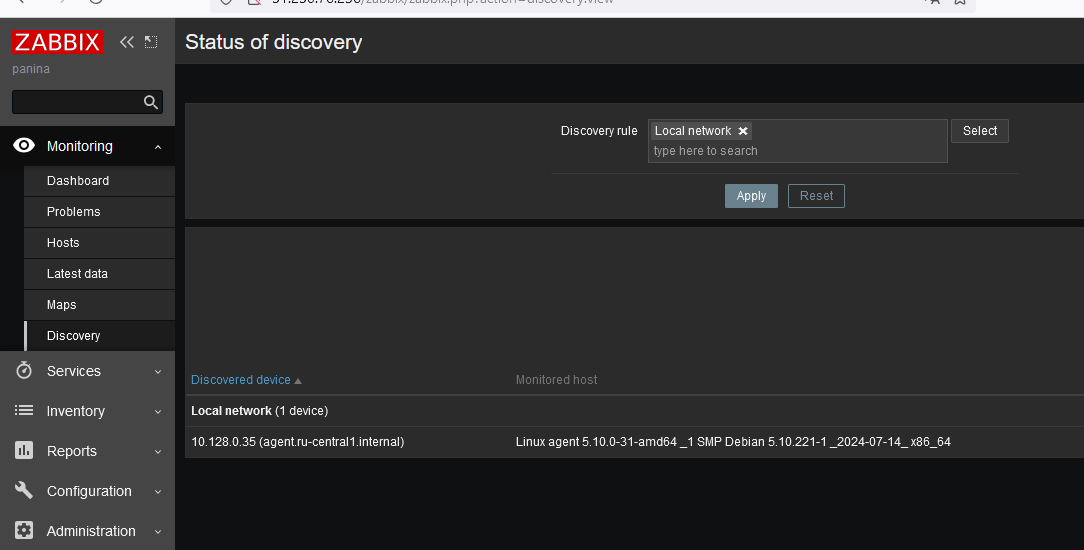 ZABBIX
Status of discovery
panina
Discovery rule
Local network
Select
type here to search
Monitoring
Apply
Reset
Dashboard
Problems
Hosts
Latest data
Maps
Discovery
Services
Discovered device
Monitored host
Inventory
Local network (1 device)
10.128.0.35 (agent.ru-central1.internal)
Linux agent 5.10.0-31-amd64 _1 SMP Debian 5.10.221-1 _2024-07-14_ x86_64
Reports
Configuration
Administration